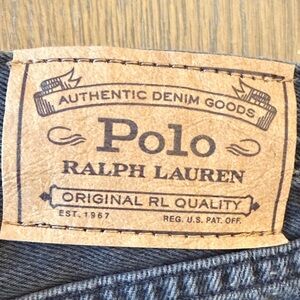 AUTHENTIC DENIM GOODS
Polo
RALPH LAUREN
ORIGINAL RL QUALITY
EST. 1967 REG. U.S. PAT. OFF.